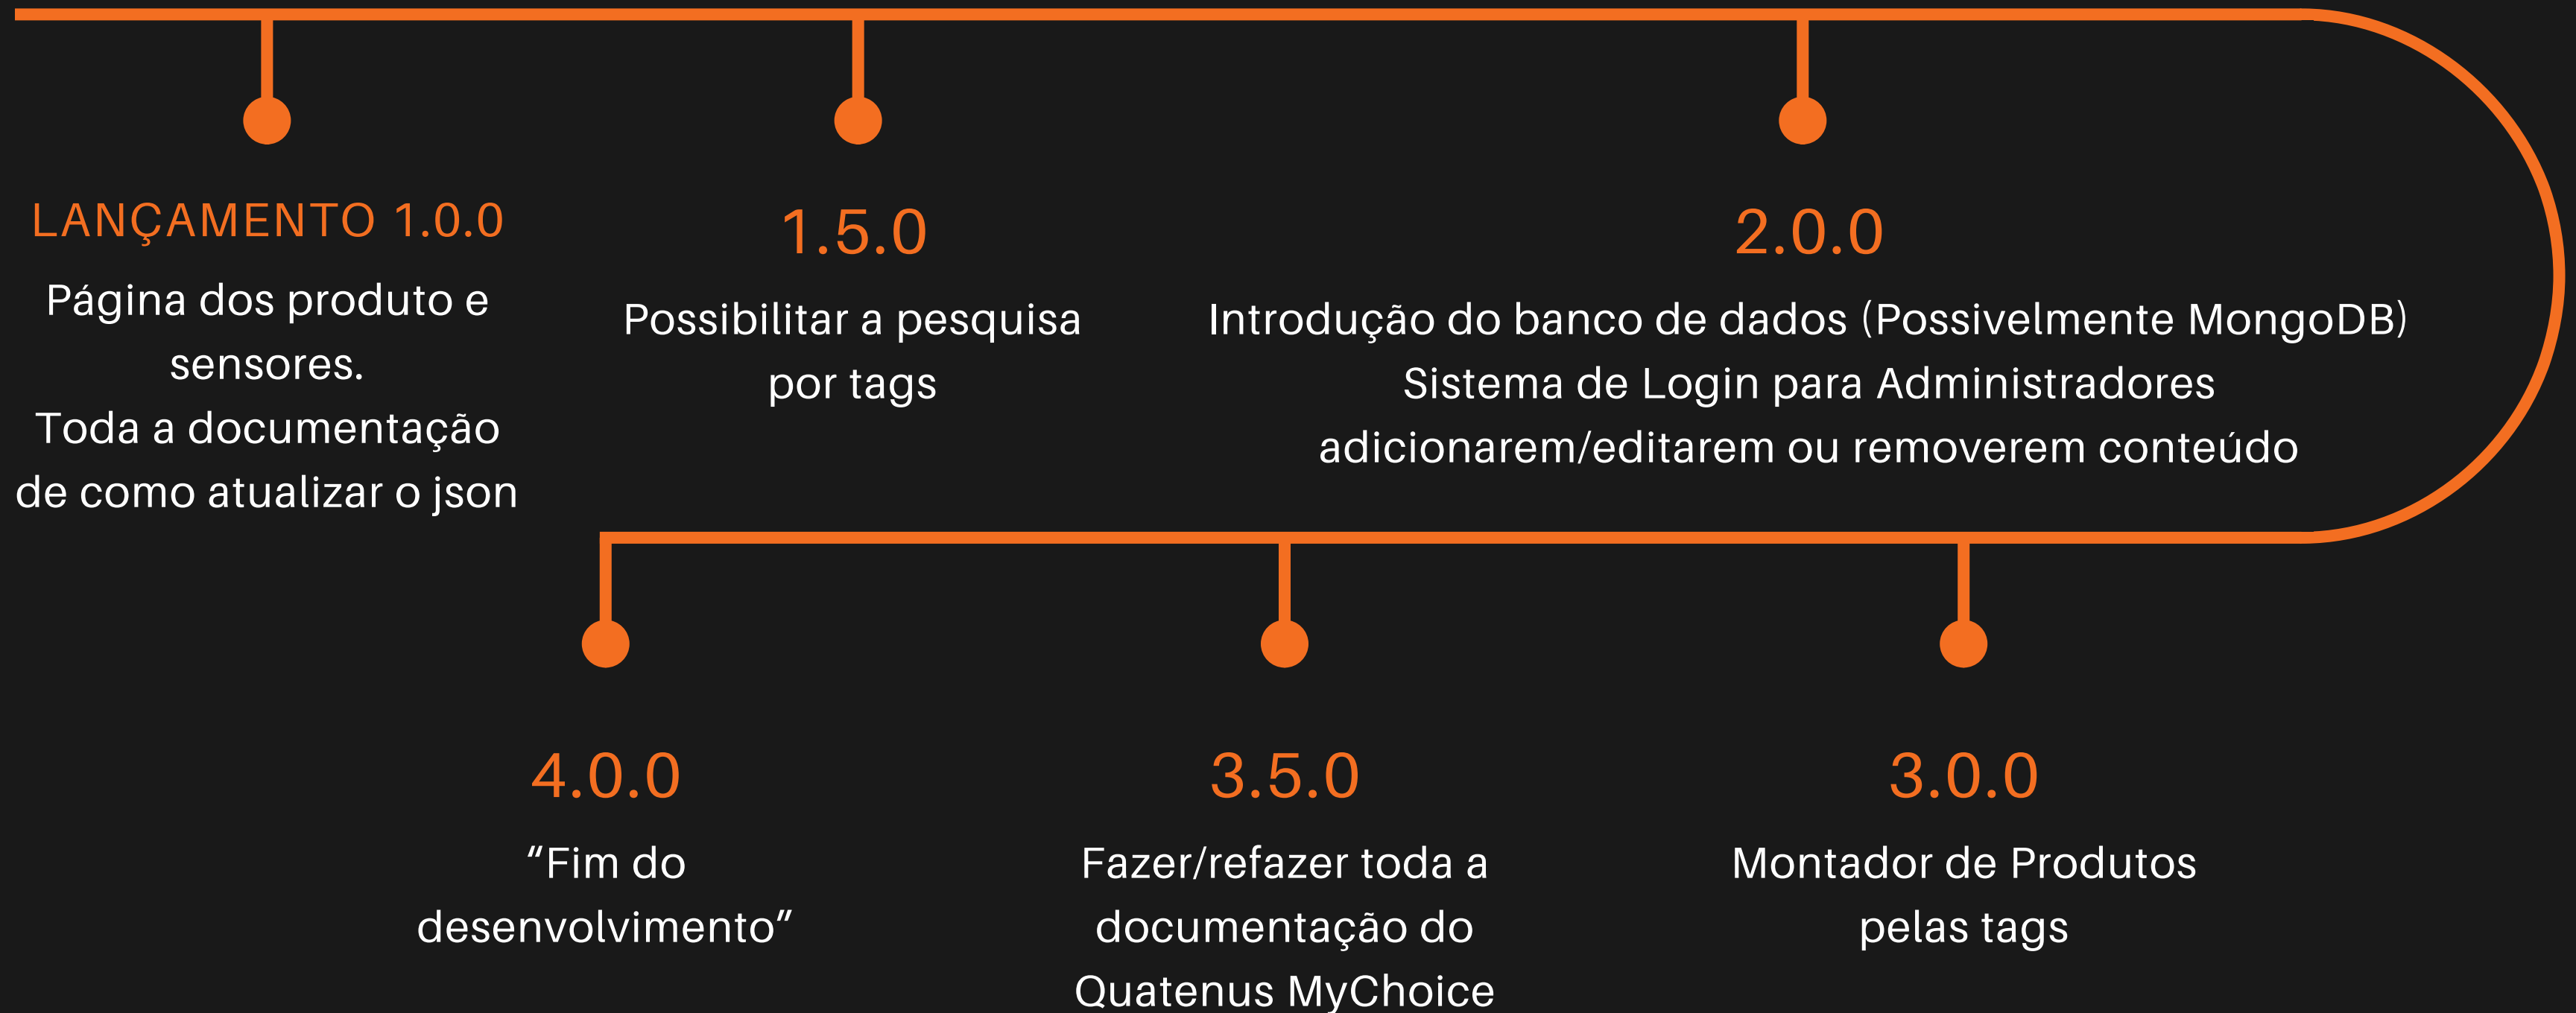 LANÇAMENTO 1.0.0
Página dos produto e
sensores.
Toda a documentação
de como atualizar o json
1.5.0
Possibilitar a pesquisa
por tags
2.0.0
Introdução do banco de dados (Possivelmente MongoDB)
Sistema de Login para Administradores
adicionarem/editarem ou removerem conteúdo
3.0.0
Montador de Produtos
pelas tags
3.5.0
Fazer/refazer toda a
documentação do
Quatenus MyChoice
4.0.0
“Fim do
desenvolvimento”